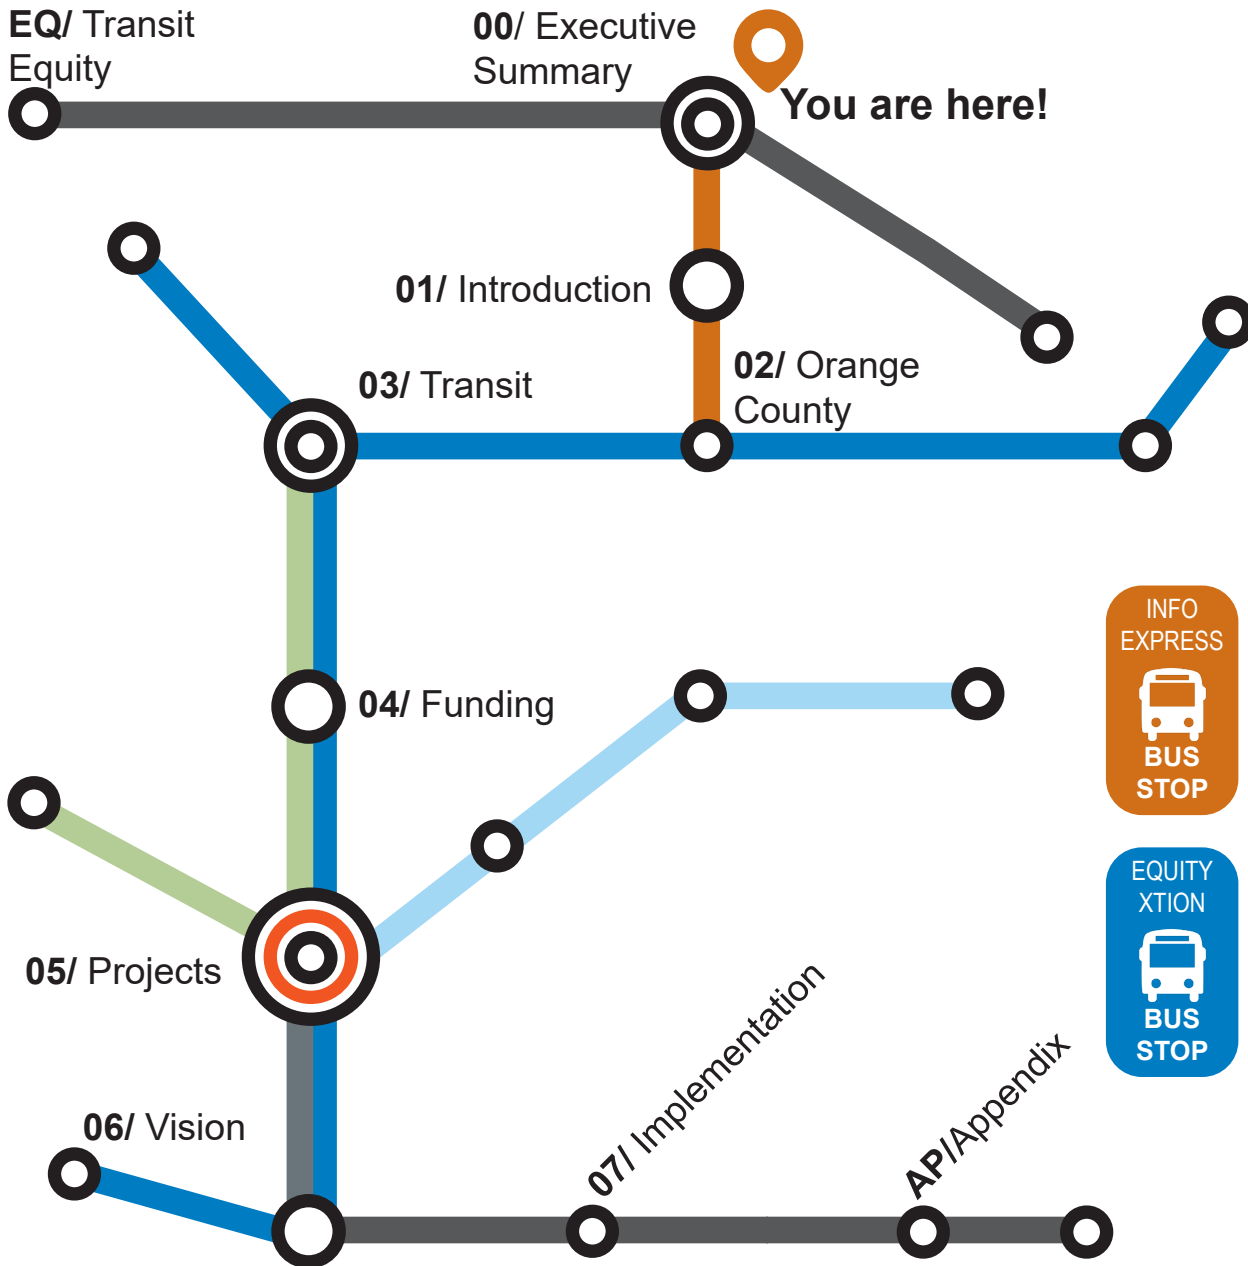 EQ/ Transit
Equity
00/ Executive
Summary
You are here!
01/ Introduction
02/ Orange
County
03/ Transit
04/ Funding
INFO
EXPRESS
BUS
STOP
EQUITY
XTION
BUS
STOP
05/ Projects
06/ Vision
07/ Implementation
AP/Appendix